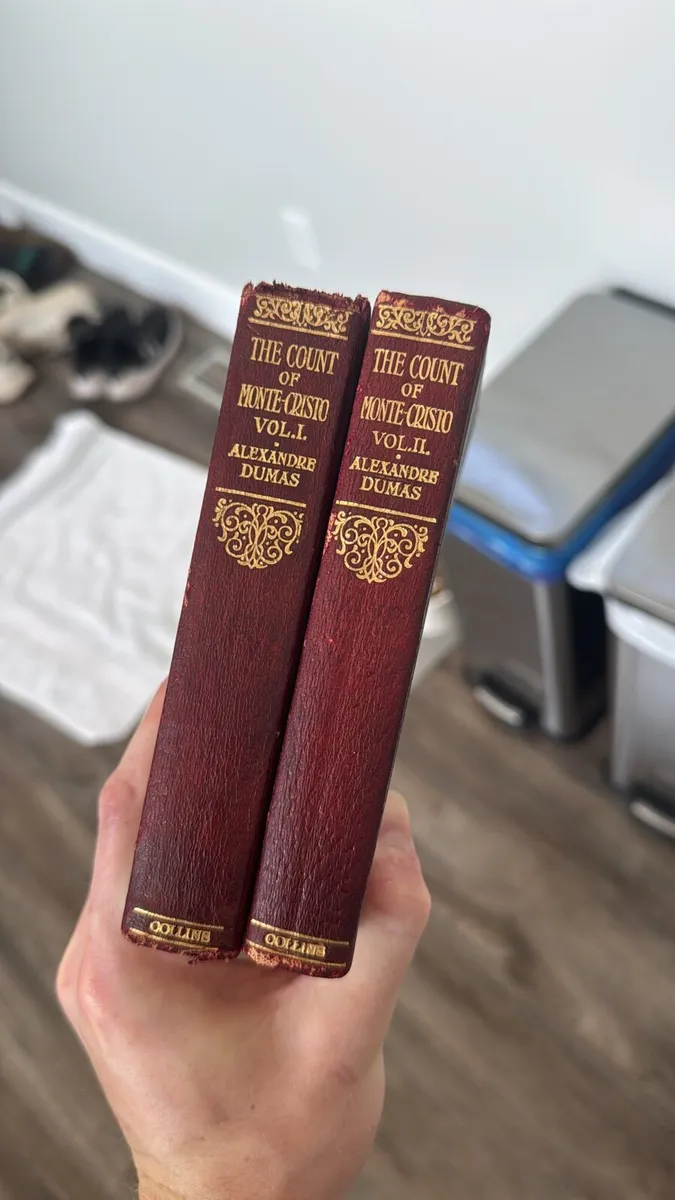 THE COUNT
OF
MONTE-CRISTO
VOL.I.
ALEXANDRE
DUMAS
COLLINS
THE COUNT
OF
MONTE-CRISTO
VOL.II.
ALEXANDRE
DUMAS
COLLINS